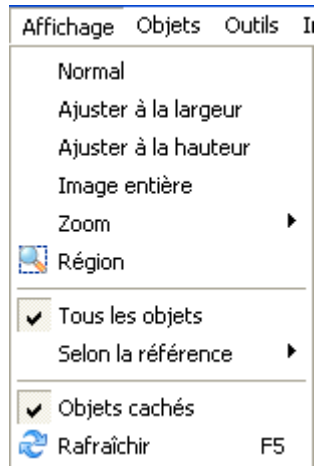 Affichage Objets Outils
Normal
Ajuster à la largeur
Ajuster à la hauteur
Image entière
Zoom
Région
Tous les objets
Selon la référence
Objets cachés
Rafraîchir F5